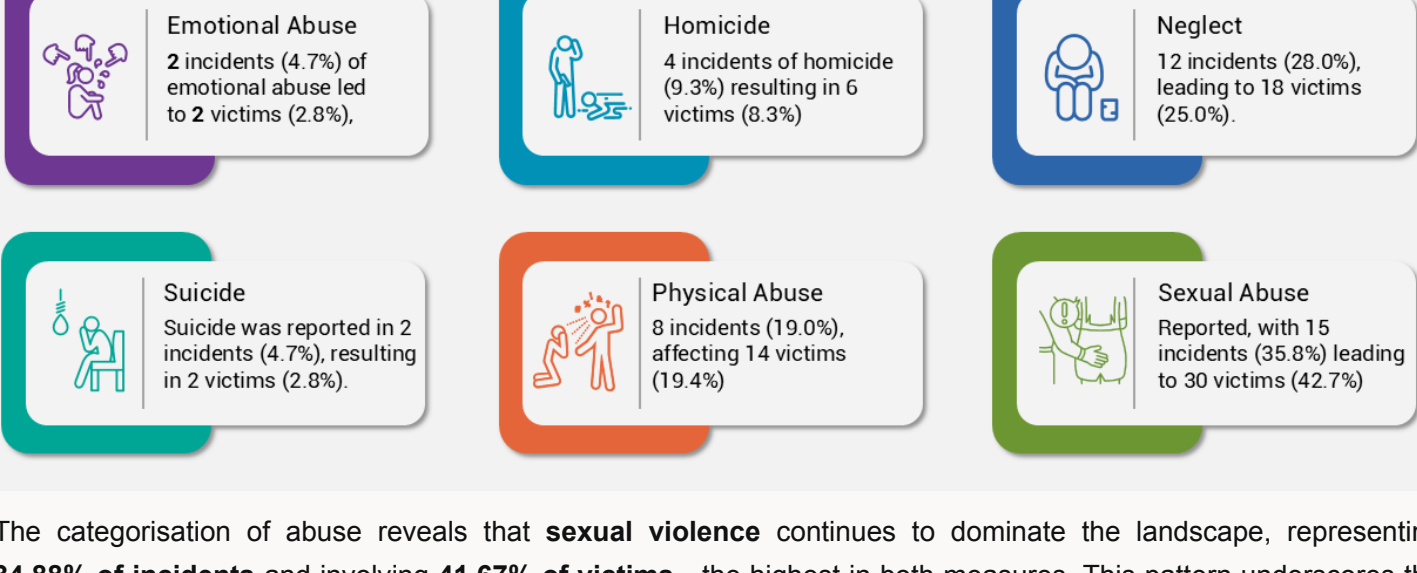 Emotional Abuse
2 incidents (4.7%) of
emotional abuse led
to 2 victims (2.8%),
Homicide
4 incidents of homicide
(9.3%) resulting in 6
victims (8.3%)
Neglect
12 incidents (28.0%),
leading to 18 victims
(25.0%).
Suicide
Suicide was reported in 2
incidents (4.7%), resulting
in 2 victims (2.8%).
Physical Abuse
8 incidents (19.0%),
affecting 14 victims
(19.4%)
Sexual Abuse
Reported, with 15
incidents (35.8%) leading
to 30 victims (42.7%)
The categorisation of abuse reveals that sexual violence continues to dominate the landscape, representin
34.88% of incidents and involving 41.67% of victims—the highest in both measures. This pattern underscores th